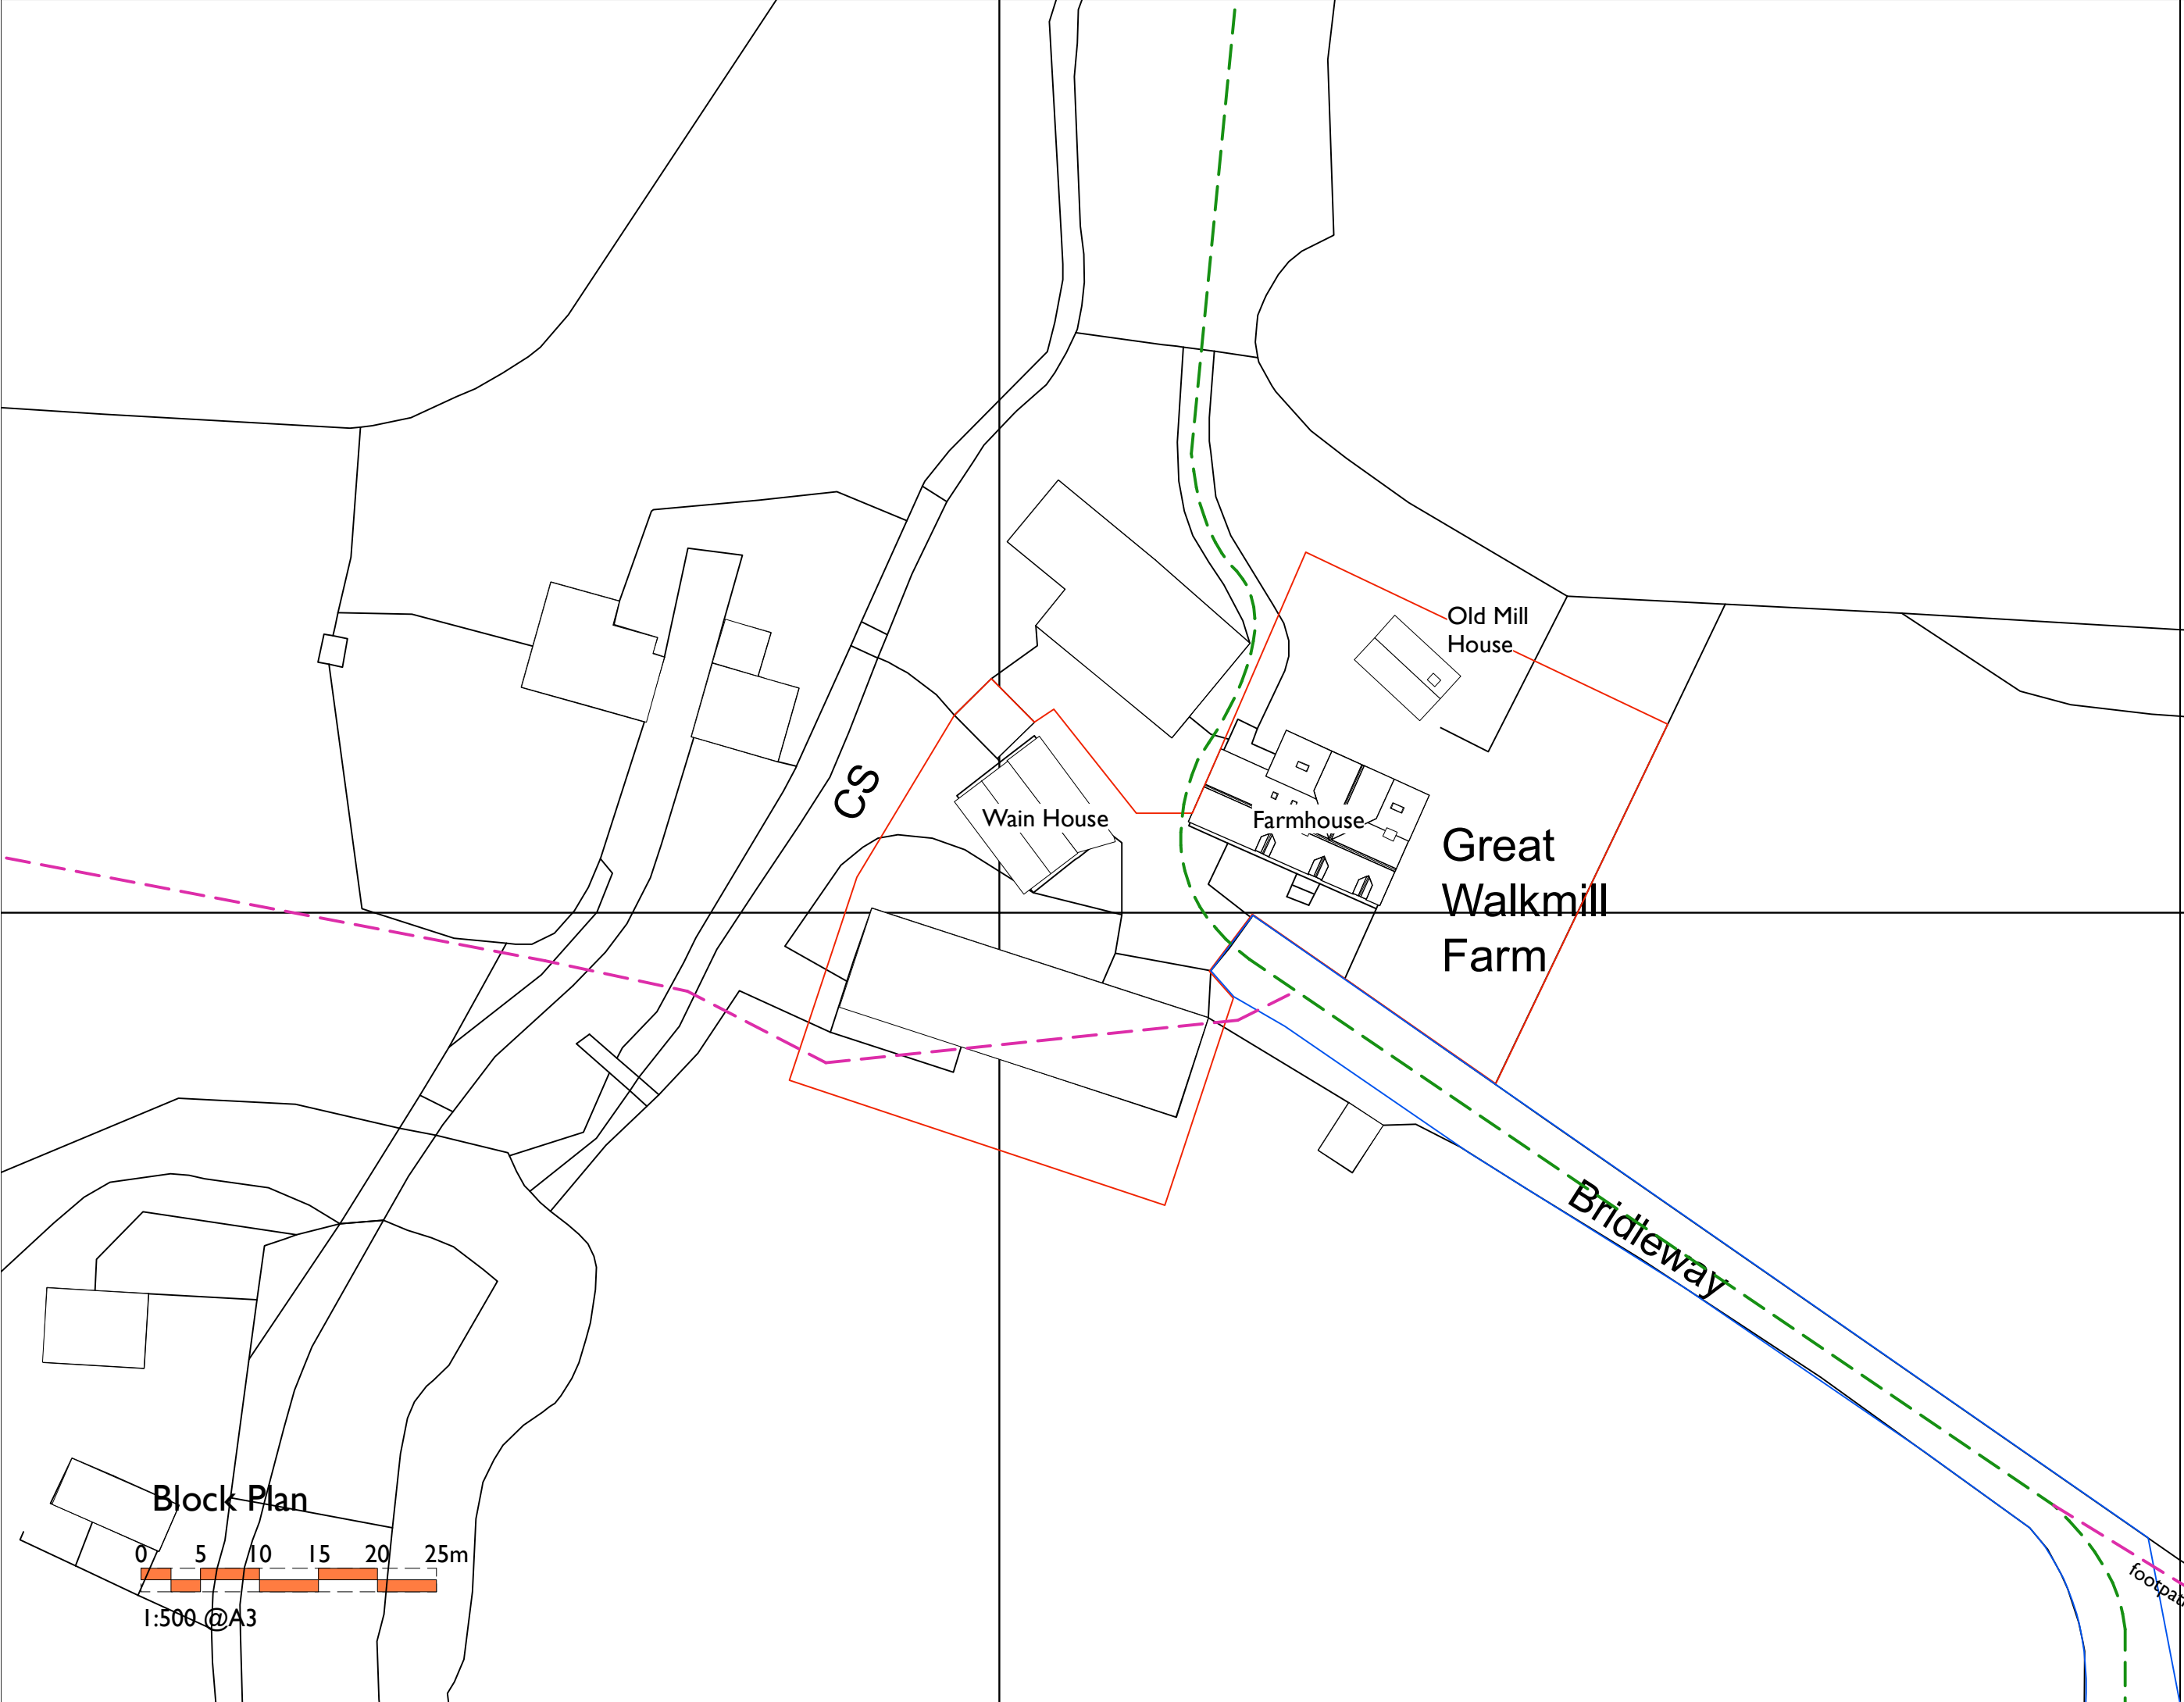 Old Mill
House
CS
Wain House
Farmhouse
Great
Walkmill
Farm
Bridleway
Block Plan
0 5 10 15 20 25m
1:500 @A3